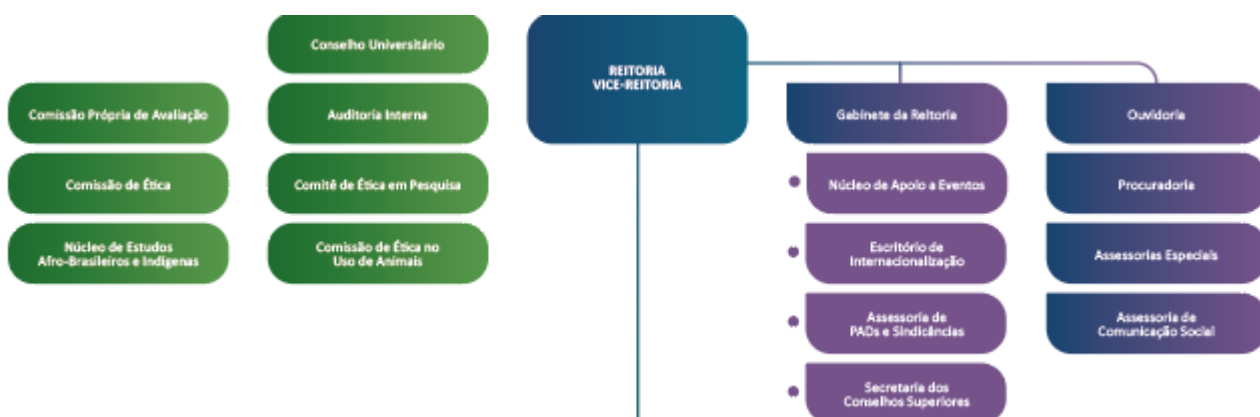 Conselho Universitário
Comissão Própria de Avaliação
Auditoria Interna
Comissão de Ética
Comitê de Ética em Pesquisa
Núcleo de Estudos
Afro-Brasileiros e Indígenas
Comissão de Ética no
Uso de Animais
REITORIA
VICE-REITORIA
Gabinete da Reitoria
Núcleo de Apoio a Eventos
Escritório de
Internacionalização
Assessoria de
PADs e Sindicâncias
Secretaria dos
Conselhos Superiores
Ouvidoria
Procuradoria
Assessorias Especiais
Assessoria de
Comunicação Social